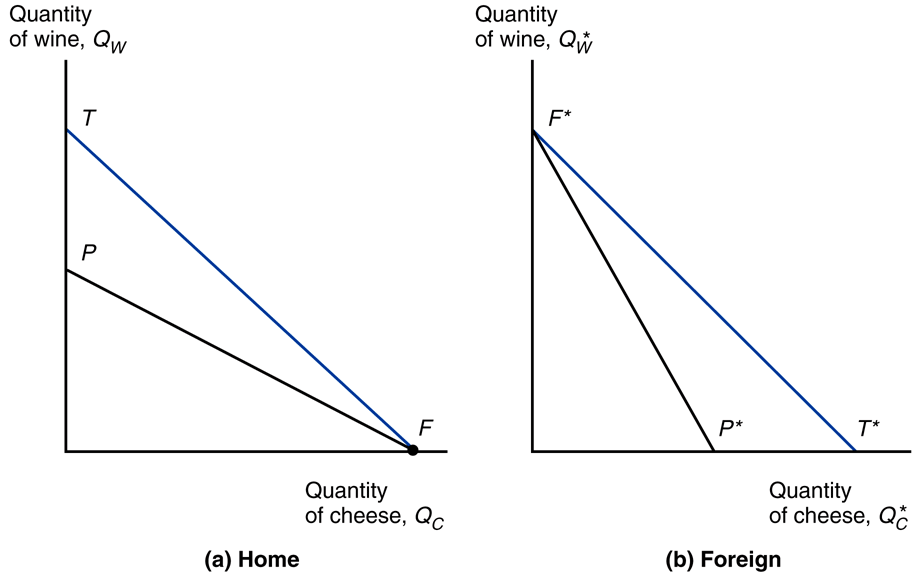 Quantity
of wine, Q_W
T
P
F
Quantity
of cheese, Q_C
(a) Home
Quantity
of wine, Q*_W
F*
P*
T*
Quantity
of cheese, Q*_C
(b) Foreign